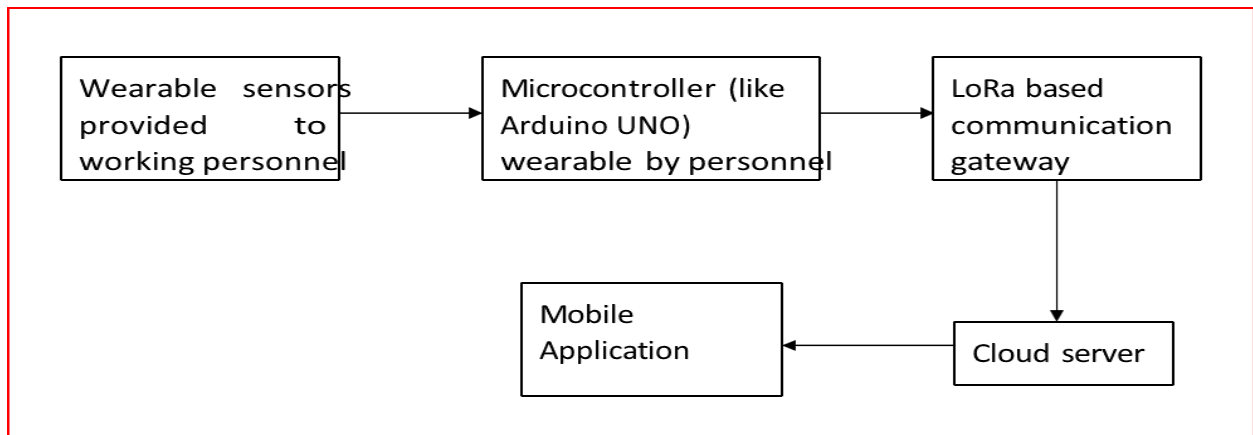 Wearable sensors
provided to
working personnel
Microcontroller (like
Arduino UNO)
wearable by personnel
LoRa based
communication
gateway
Mobile
Application
Cloud server